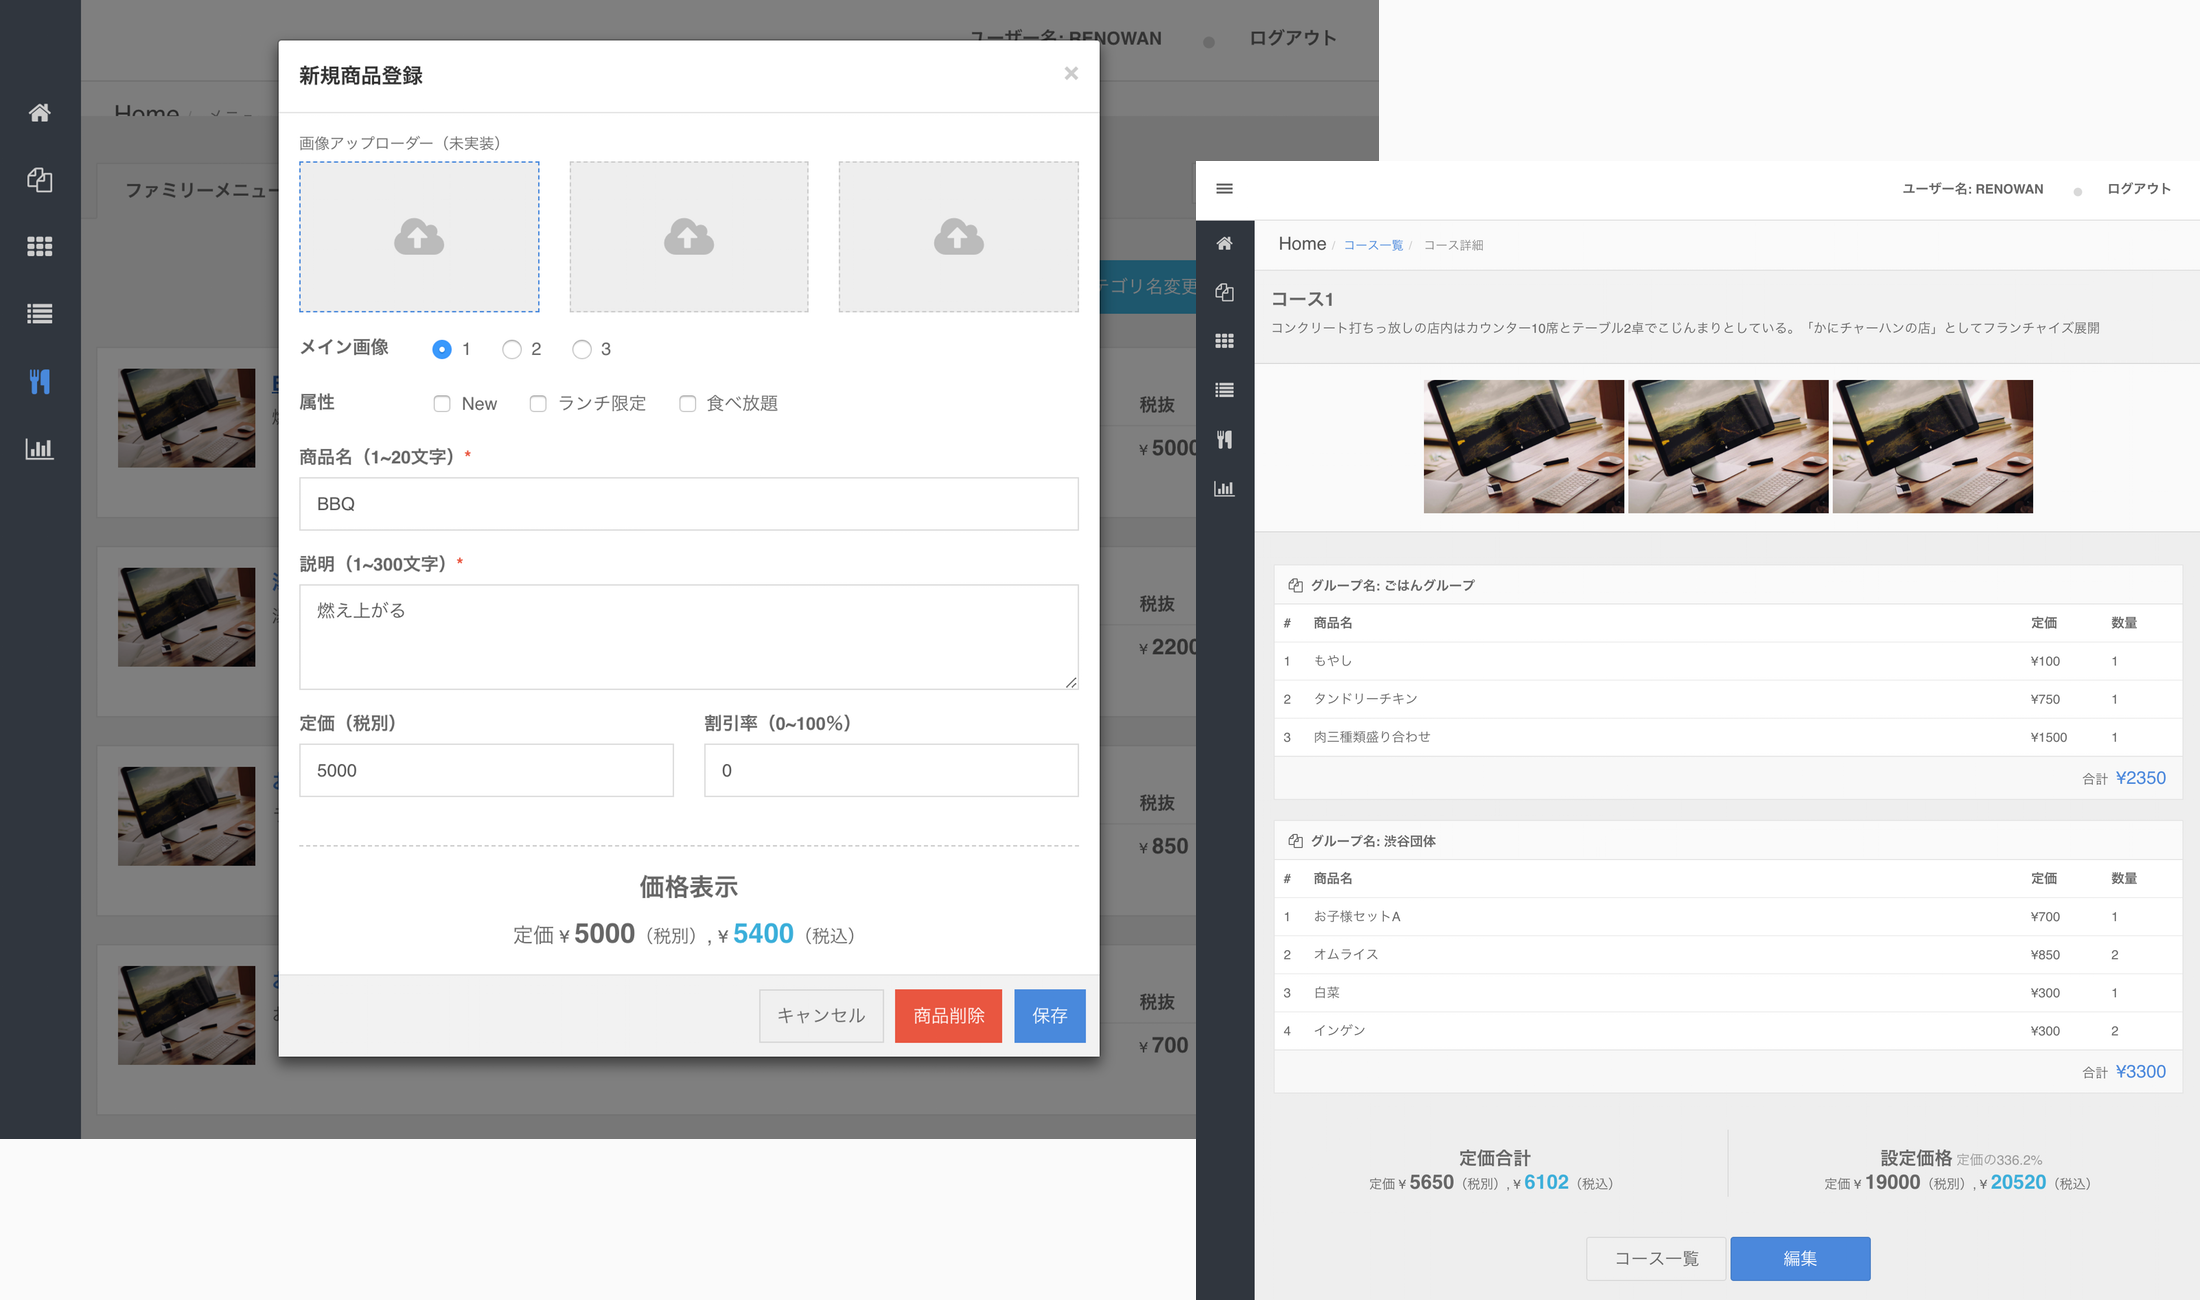 ユーザー名: RENOWAN
ログアウト
Home / メニュー
ファミリーメニュー
テゴリ名変更
税抜
¥ 5000
税抜
¥ 2200
税抜
¥ 850
税抜
¥ 700
新規商品登録
×
画像アップローダー（未実装）
メイン画像 1 2 3
属性 New ランチ限定 食べ放題
商品名（1~20文字）*
BBQ
説明（1~300文字）*
燃え上がる
定価（税別） 割引率（0~100%）
5000 0
価格表示
定価 ¥ 5000（税別）, ¥ 5400（税込）
キャンセル 商品削除 保存
ユーザー名: RENOWAN ログアウト
Home / コース一覧 / コース詳細
コース1
コンクリート打ちっ放しの店内はカウンター10席とテーブル2卓でこじんまりとしている。「かにチャーハンの店」としてフランチャイズ展開
グループ名: ごはんグループ
# 商品名 定価 数量
1 もやし ¥100 1
2 タンドリーチキン ¥750 1
3 肉三種類盛り合わせ ¥1500 1
合計 ¥2350
グループ名: 渋谷団体
# 商品名 定価 数量
1 お子様セットA ¥700 1
2 オムライス ¥850 2
3 白菜 ¥300 1
4 インゲン ¥300 2
合計 ¥3300
定価合計
定価 ¥ 5650（税別）, ¥ 6102（税込）
設定価格 定価の336.2%
定価 ¥ 19000（税別）, ¥ 20520（税込）
コース一覧 編集